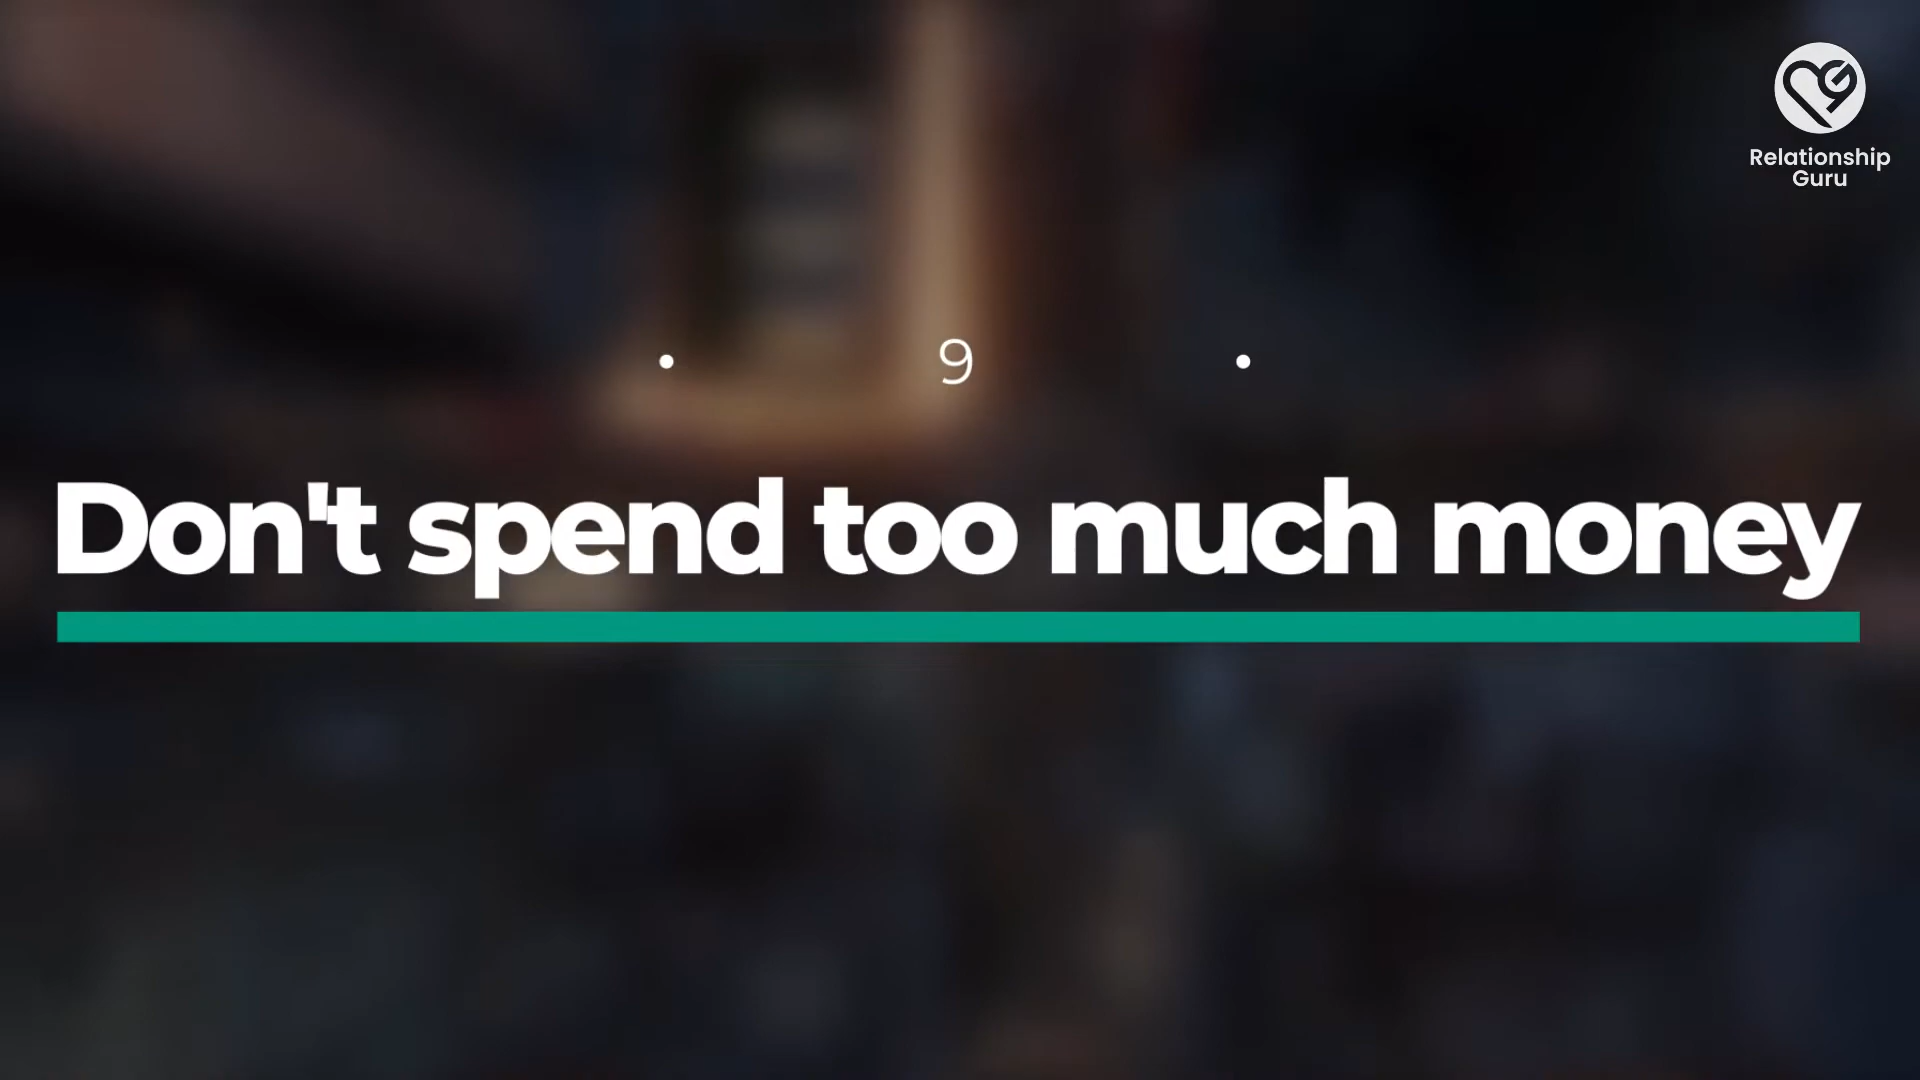 Relationship
Guru
• 9 •
Don't spend too much money